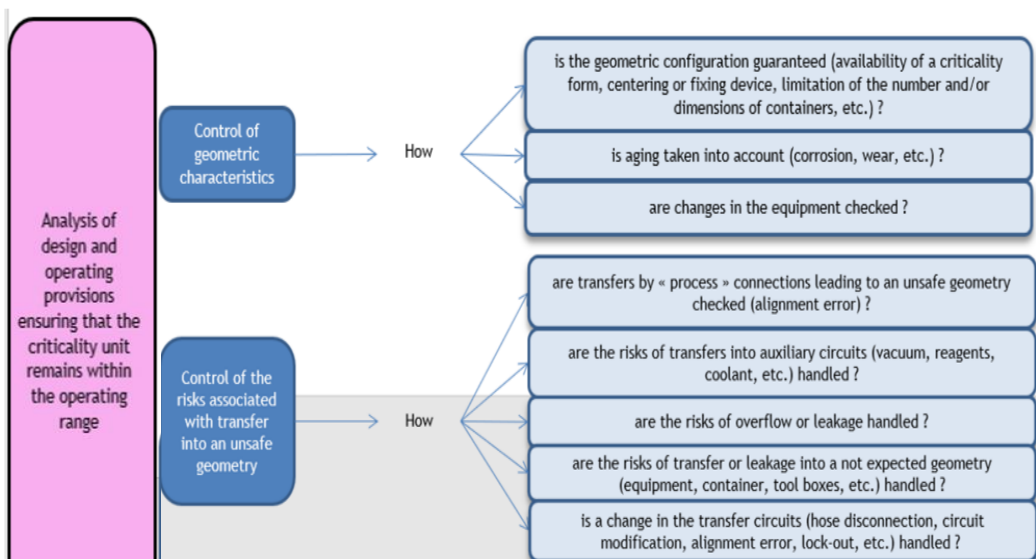 Analysis of
design and
operating
provisions
ensuring that the
criticality unit
remains within
the operating
range
Control of
geometric
characteristics
How
is the geometric configuration guaranteed (availability of a criticality
form, centering or fixing device, limitation of the number and/or
dimensions of containers, etc.) ?
is aging taken into account (corrosion, wear, etc.) ?
are changes in the equipment checked ?
Control of the
risks associated
with transfer
into an unsafe
geometry
How
are transfers by « process » connections leading to an unsafe geometry
checked (alignment error) ?
are the risks of transfers into auxiliary circuits (vacuum, reagents,
coolant, etc.) handled ?
are the risks of overflow or leakage handled ?
are the risks of transfer or leakage into a not expected geometry
(equipment, container, tool boxes, etc.) handled ?
is a change in the transfer circuits (hose disconnection, circuit
modification, alignment error, lock-out, etc.) handled ?